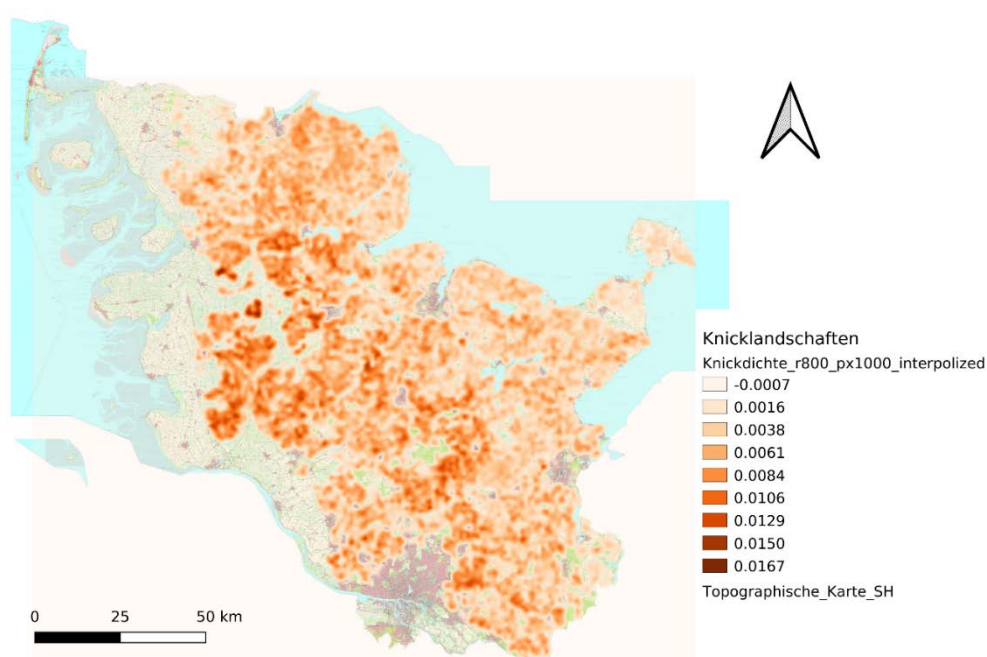 Knicklandschaften
Knickdichte_r800_px1000_interpolized
-0.0007
0.0016
0.0038
0.0061
0.0084
0.0106
0.0129
0.0150
0.0167
Topographische_Karte_SH
0 25 50 km